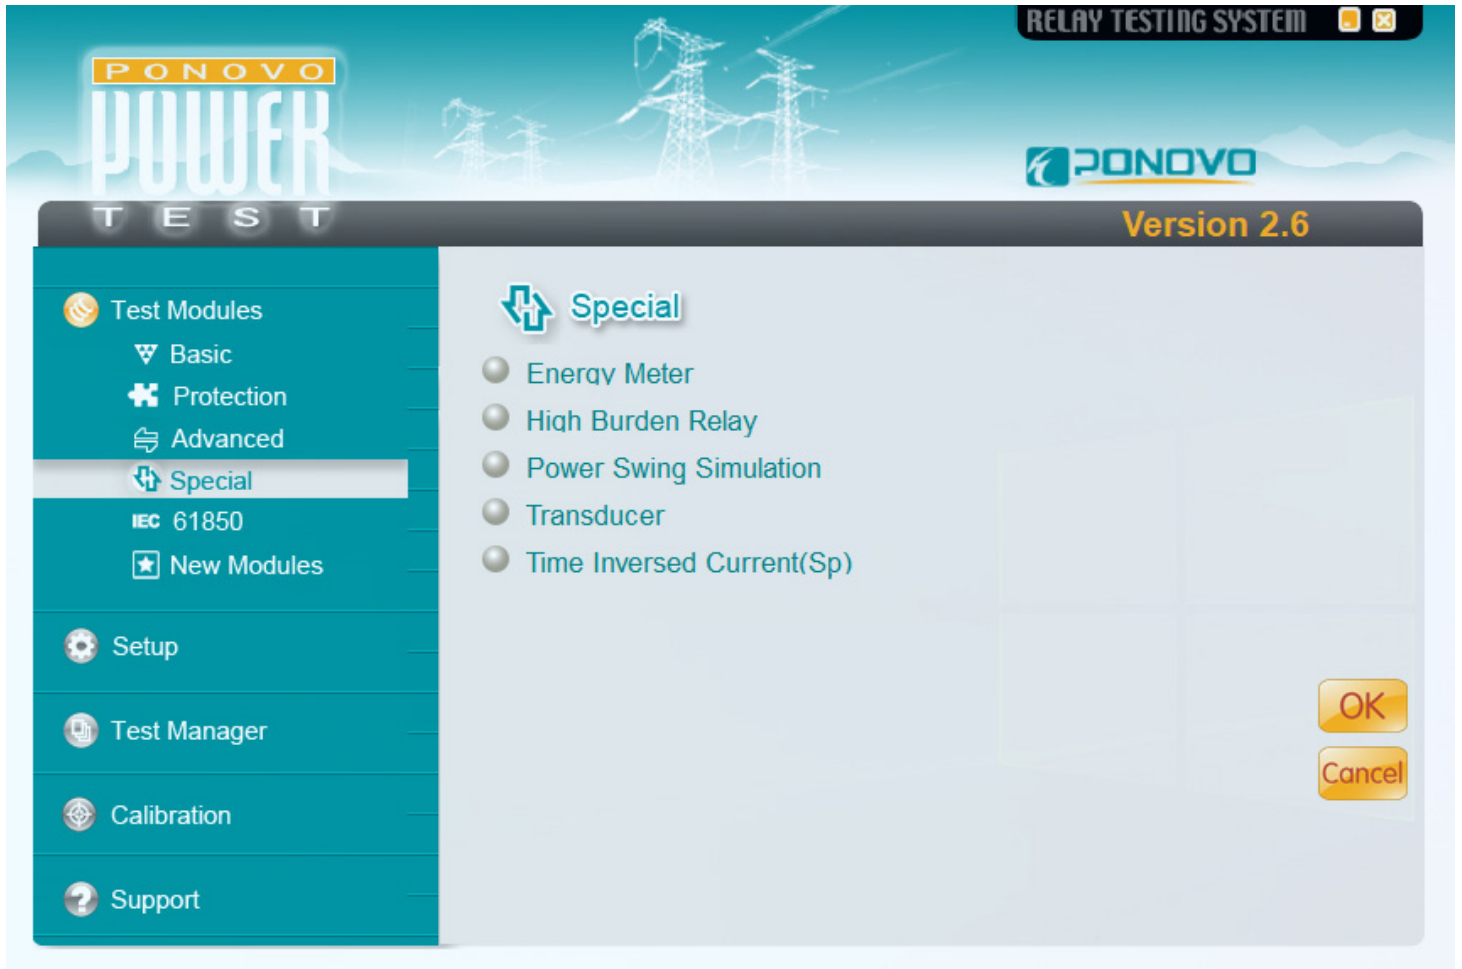 RELAY TESTING SYSTEM
PONOVO
POWER
TEST
PONOVO
Version 2.6
Test Modules
Basic
Protection
Advanced
Special
IEC 61850
New Modules
Setup
Test Manager
Calibration
Support
Special
Energy Meter
High Burden Relay
Power Swing Simulation
Transducer
Time Inversed Current(Sp)
OK
Cancel